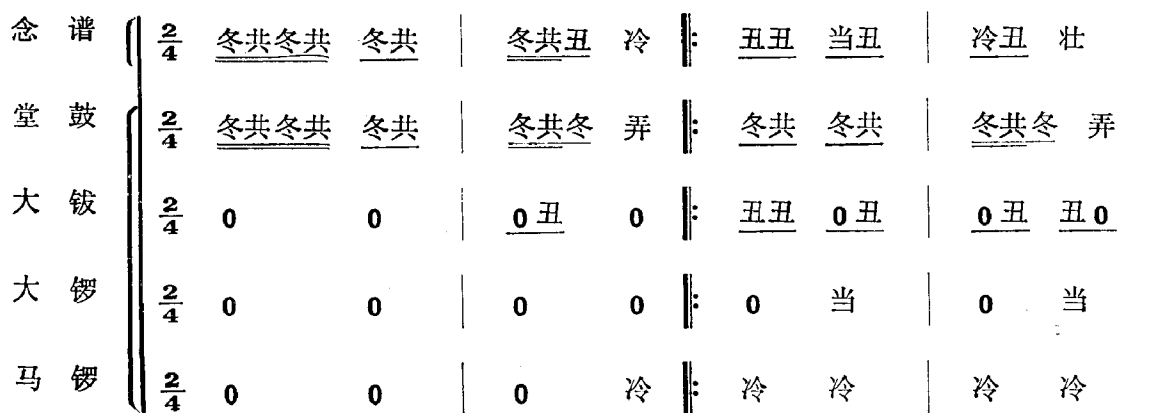 念谱 2/4 冬共冬共 冬共 | 冬共丑 冷 ‖: 丑丑 当丑 | 冷丑 壮
堂鼓 2/4 冬共冬共 冬共 | 冬共冬 弄 ‖: 冬共 冬共 | 冬共冬 弄
大钹 2/4 0 0 | 0丑 0 ‖: 丑丑 0丑 | 0丑 丑0
大锣 2/4 0 0 | 0 0 ‖: 0 当 | 0 当
马锣 2/4 0 0 | 0 冷 ‖: 冷 冷 | 冷 冷